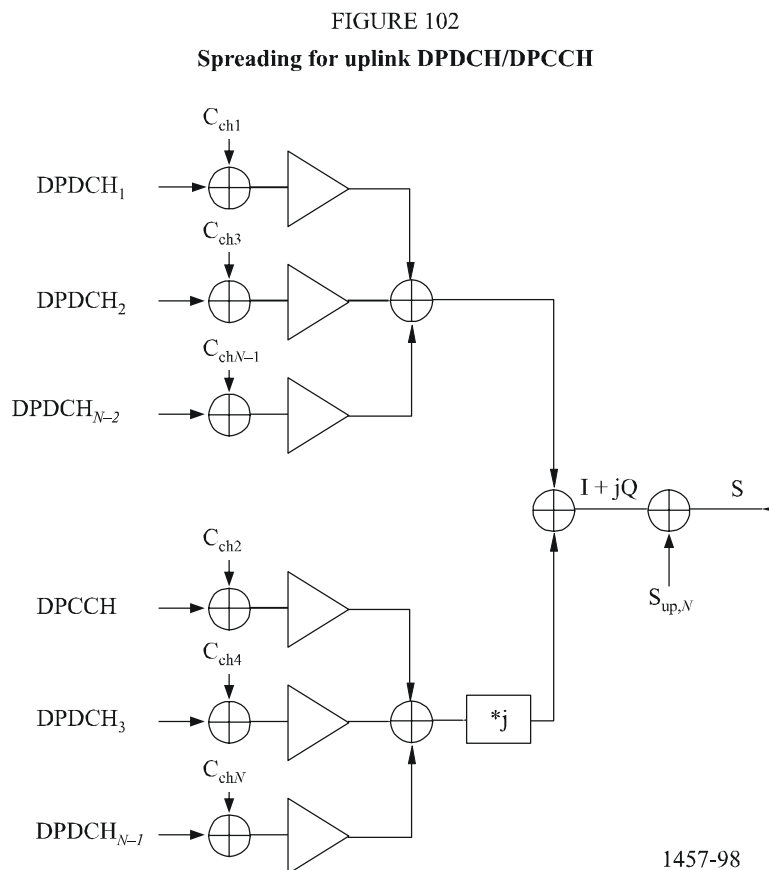 FIGURE 102
Spreading for uplink DPDCH/DPCCH
C_ch1
DPDCH_1
C_ch3
DPDCH_2
C_chN–1
DPDCH_N–2
I + jQ
S
S_up,N
C_ch2
DPCCH
C_ch4
DPDCH_3
*j
C_chN
DPDCH_N–1
1457-98